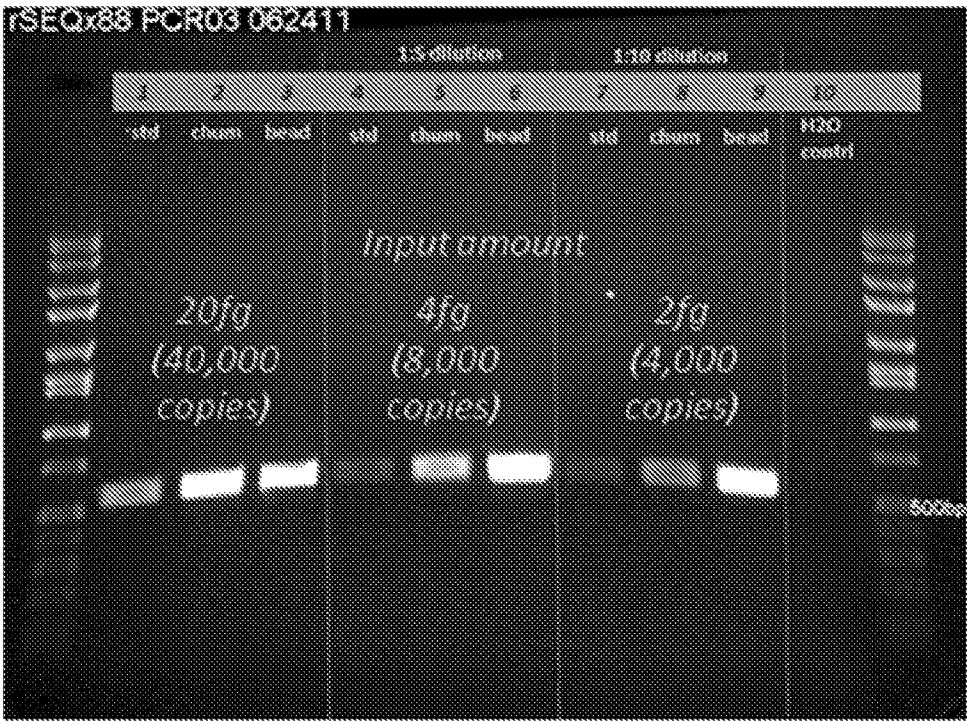 rSEQx88 PCR03 062411
1:5 dilution 1:10 dilution
1 2 3 4 5 6 7 8 9 10
std chum bead std chum bead std chum bead H2O
contrl
Input amount
20fg 4fg 2fg
(40,000 (8,000 (4,000
copies) copies) copies)
500bp